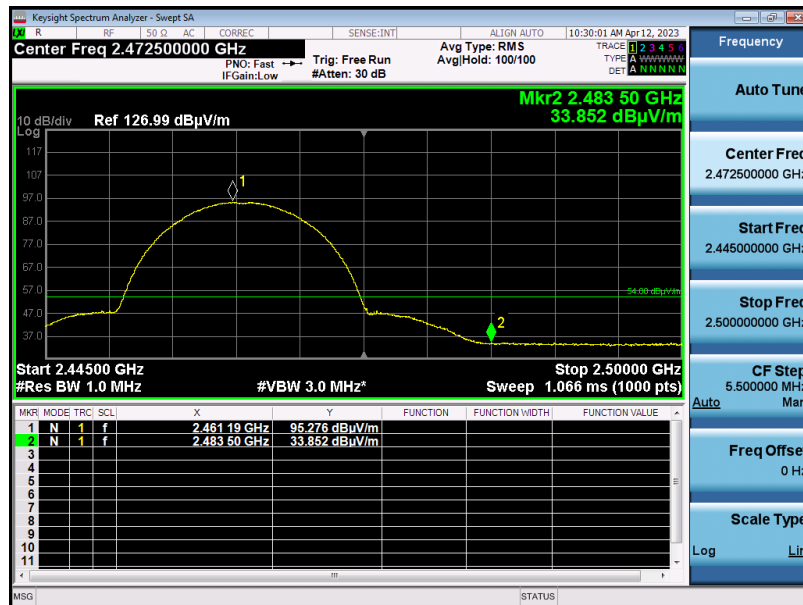 Keysight Spectrum Analyzer - Swept SA
LXI R RF 50 Ω AC CORREC SENSE:INT ALIGN AUTO 10:30:01 AM Apr 12, 2023
Center Freq 2.472500000 GHz
PNO: Fast
IFGain:Low
Trig: Free Run
#Atten: 30 dB
Avg Type: RMS
Avg|Hold: 100/100
TRACE 1 2 3 4 5 6
TYPE A WWWWW
DET A N N N N N
Mkr2 2.483 50 GHz
33.852 dBµV/m
10 dB/div Ref 126.99 dBµV/m
Log
117
107
97.0
87.0
77.0
67.0
57.0
47.0
37.0
1
2
54.00 dBµV/m
Start 2.44500 GHz Stop 2.50000 GHz
#Res BW 1.0 MHz #VBW 3.0 MHz* Sweep 1.066 ms (1000 pts)
MKR MODE TRC SCL X Y FUNCTION FUNCTION WIDTH FUNCTION VALUE
1 N 1 f 2.461 19 GHz 95.276 dBµV/m
2 N 1 f 2.483 50 GHz 33.852 dBµV/m
3
4
5
6
7
8
9
10
11
MSG STATUS
Frequency
Auto Tune
Center Freq
2.472500000 GHz
Start Freq
2.445000000 GHz
Stop Freq
2.500000000 GHz
CF Step
5.500000 MHz
Auto Man
Freq Offset
0 Hz
Scale Type
Log Lin